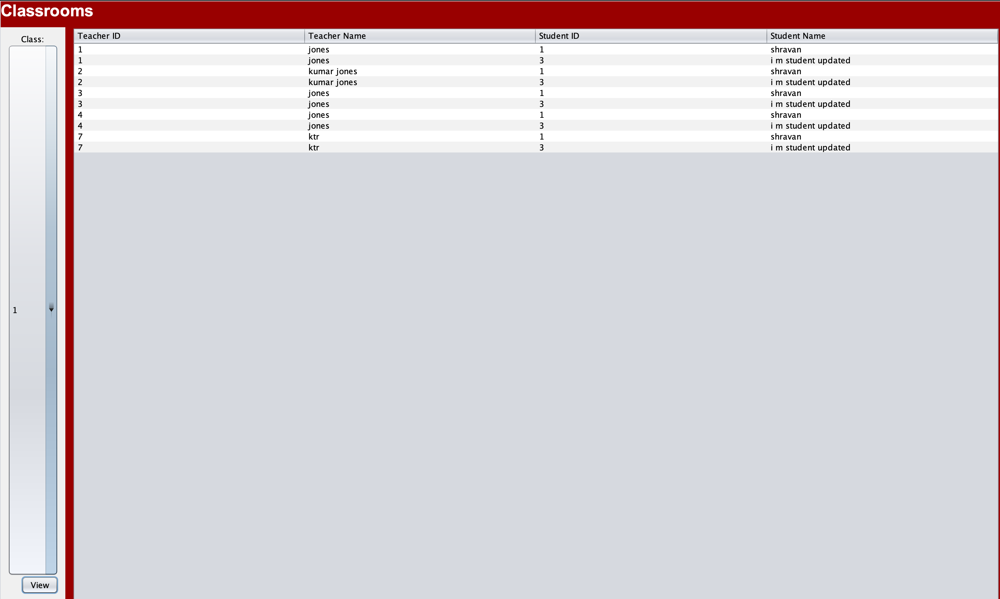 Classrooms
Class:
1
View
Teacher ID Teacher Name Student ID Student Name
1 jones 1 shravan
1 jones 3 i m student updated
2 kumar jones 1 shravan
2 kumar jones 3 i m student updated
3 jones 1 shravan
3 jones 3 i m student updated
4 jones 1 shravan
4 jones 3 i m student updated
7 ktr 1 shravan
7 ktr 3 i m student updated